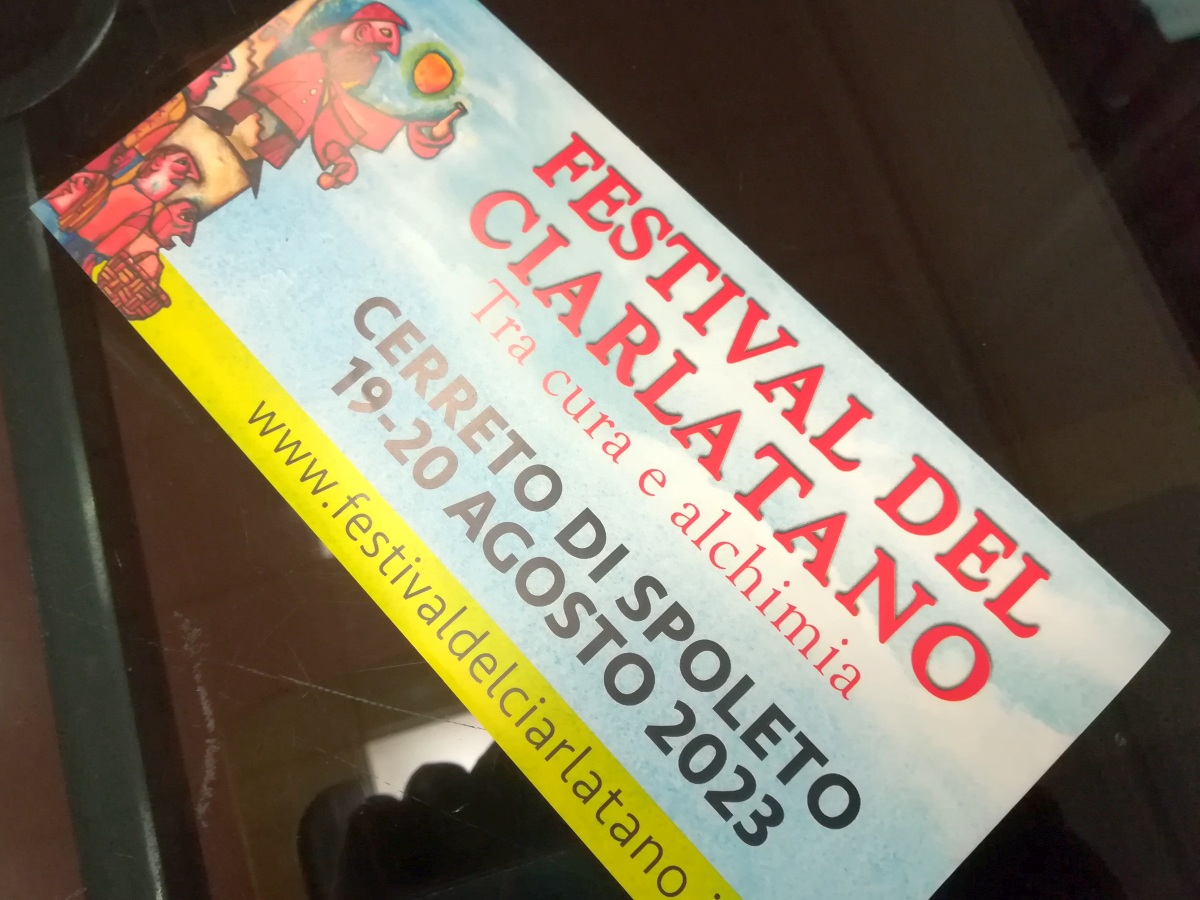 FESTIVAL DEL
CIARLATANO
Tra cura e alchimia
CERRETO DI SPOLETO
19-20 AGOSTO 2023
www.festivaldelciarlatano.